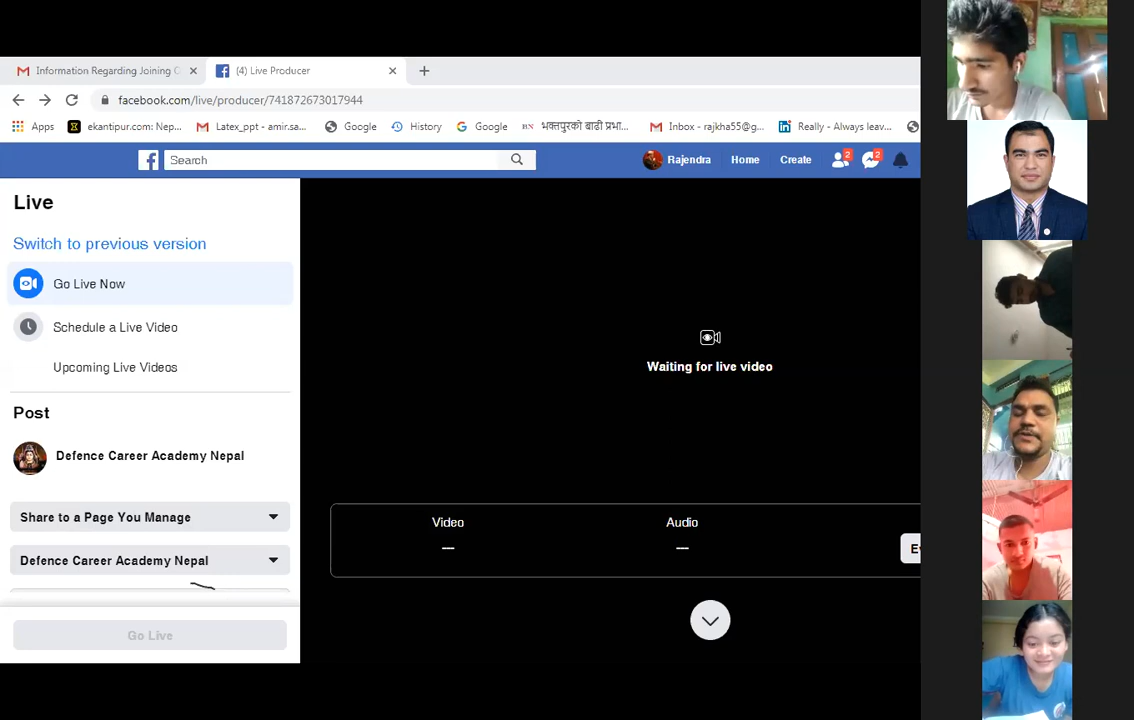 Information Regarding Joining C
(4) Live Producer
facebook.com/live/producer/741872673017944
Apps
ekantipur.com: Nep...
Latex_ppt - amir.sa...
Google
History
Google
भक्तपुरको बाढी प्रभा...
Inbox - rajkha55@g...
Really - Always leav...
Search
Rajendra
Home
Create
2
2
Live
Switch to previous version
Go Live Now
Schedule a Live Video
Upcoming Live Videos
Waiting for live video
Post
Defence Career Academy Nepal
Share to a Page You Manage
Defence Career Academy Nepal
Video
Audio
---
---
Go Live